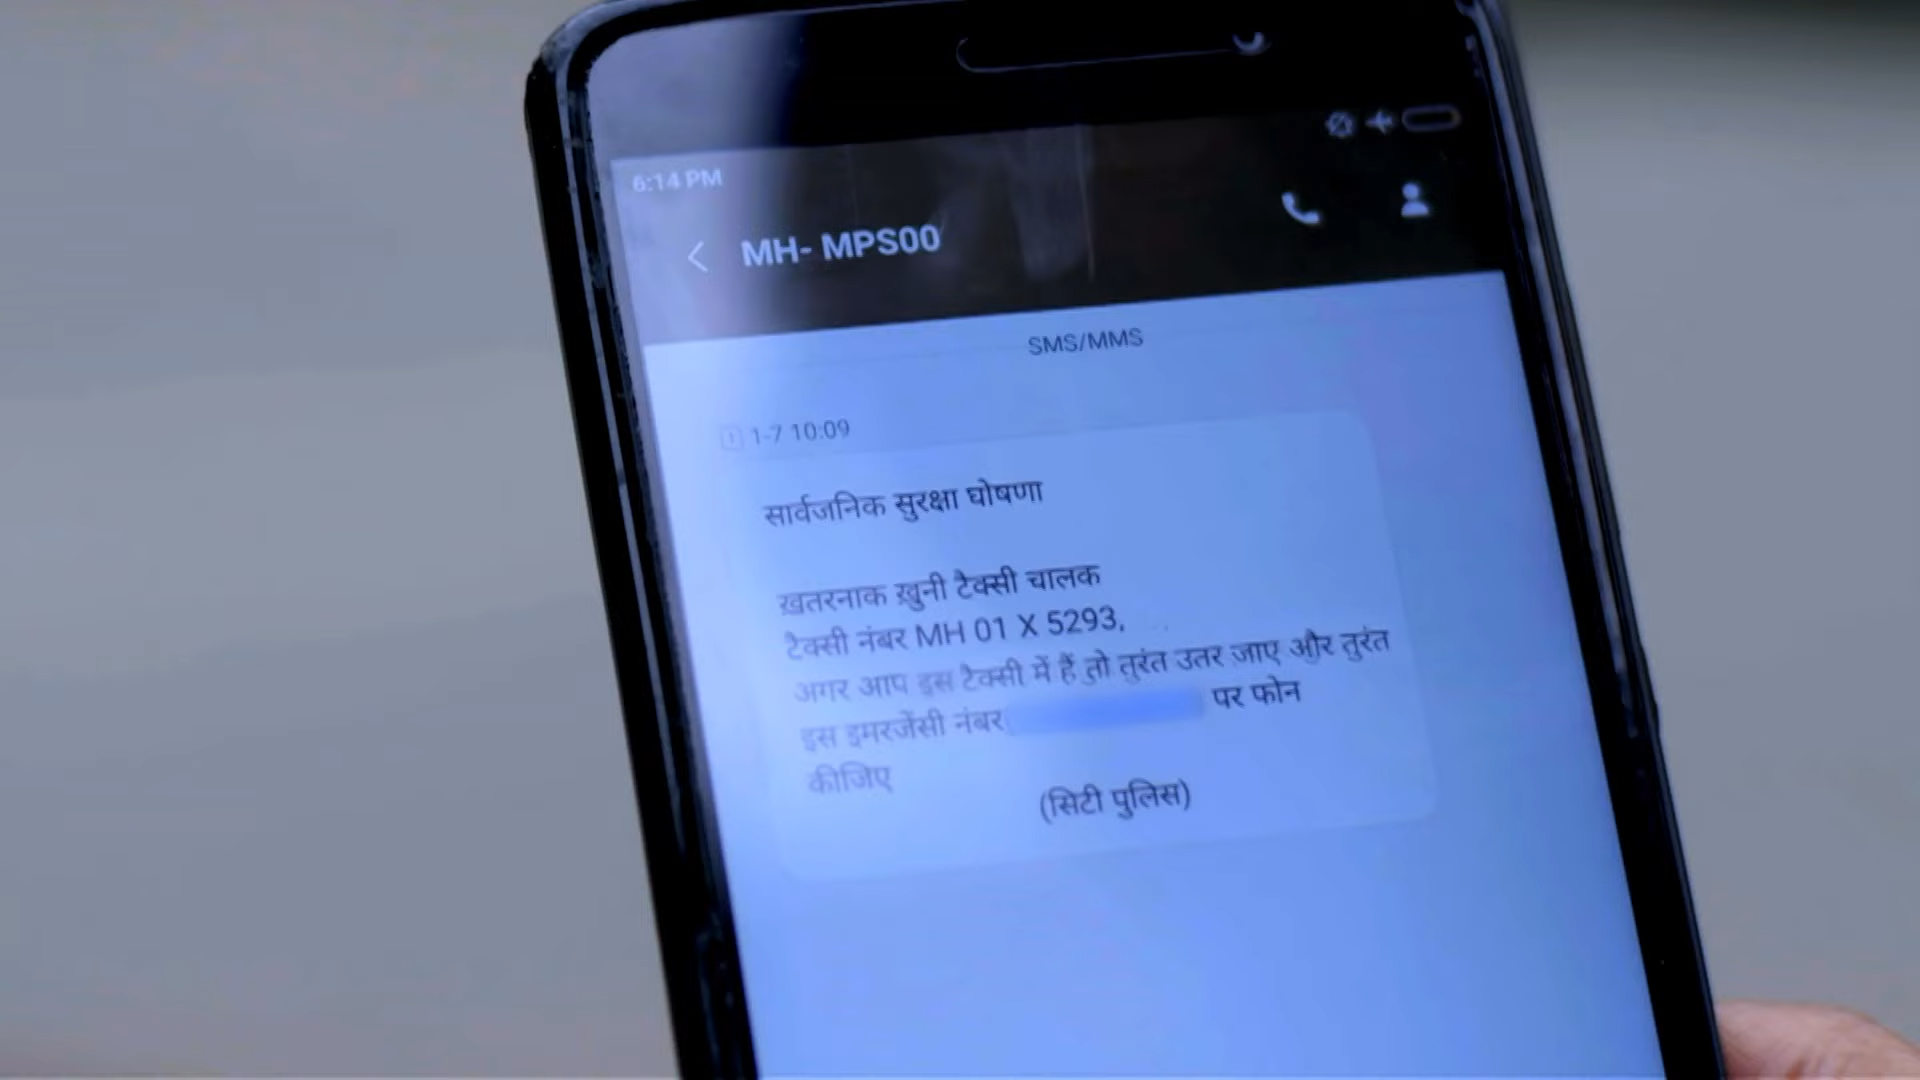 6:14 PM
MH- MPS00
SMS/MMS
1-7 10:09
सार्वजनिक सुरक्षा घोषणा
ख़तरनाक ख़ुनी टैक्सी चालक
टैक्सी नंबर MH 01 X 5293,
अगर आप इस टैक्सी में हैं तो तुरंत उतर जाए और तुरंत
इस इमरजेंसी नंबर पर फोन
कीजिए
(सिटी पुलिस)